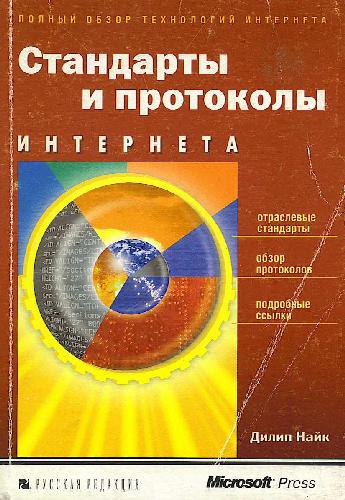 ПОЛНЫЙ ОБЗОР ТЕХНОЛОГИЙ ИНТЕРНЕТА
Стандарты
и протоколы
ИНТЕРНЕТА
отраслевые
стандарты
обзор
протоколов
подробные
ссылки
Дилип Найк
РУССКАЯ РЕДАКЦИЯ
Microsoft Press